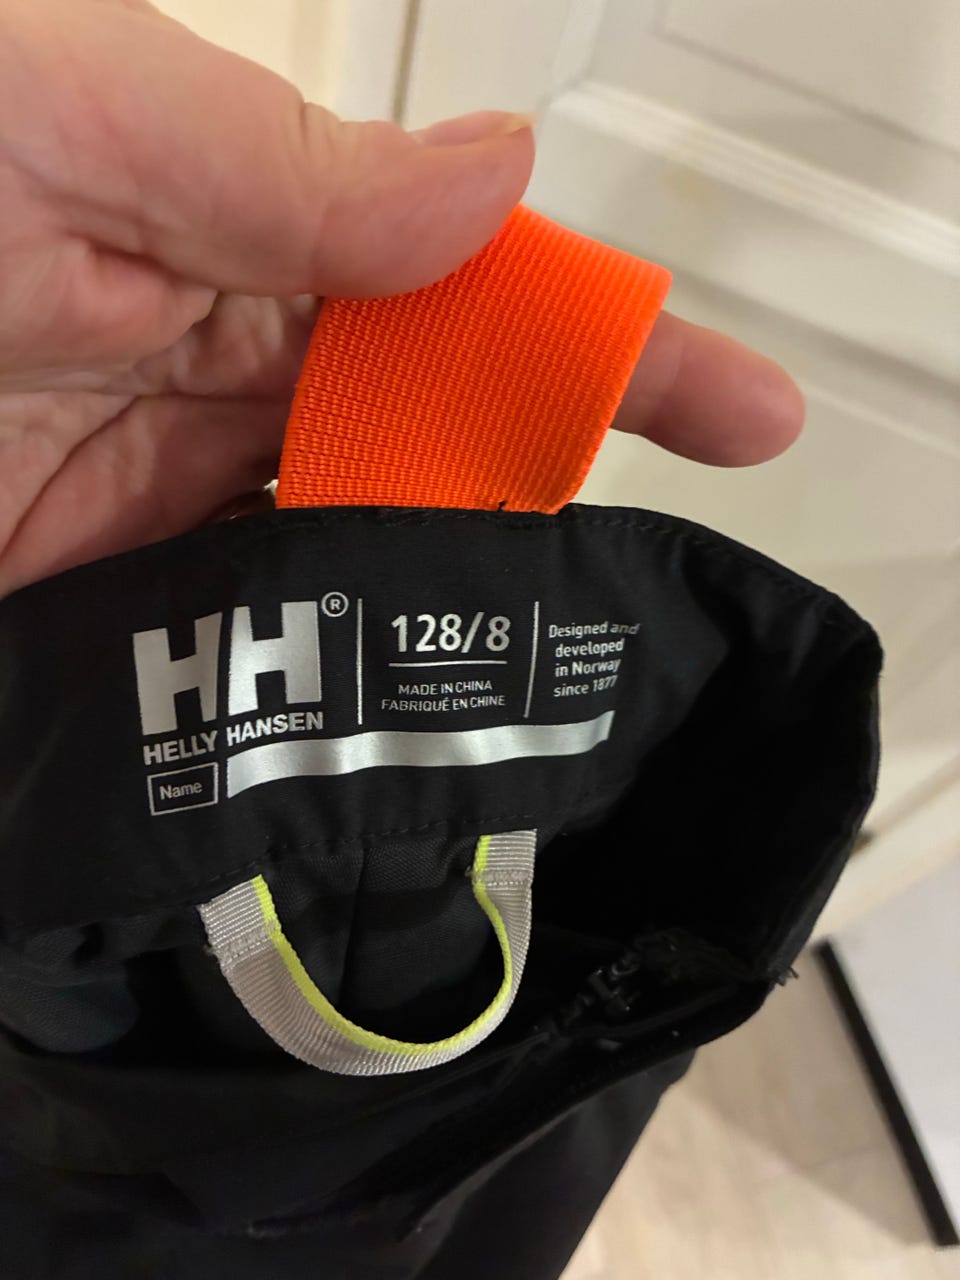 HH®
HELLY HANSEN
Name
128/8
MADE IN CHINA
FABRIQUÉ EN CHINE
Designed and
developed
in Norway
since 1877